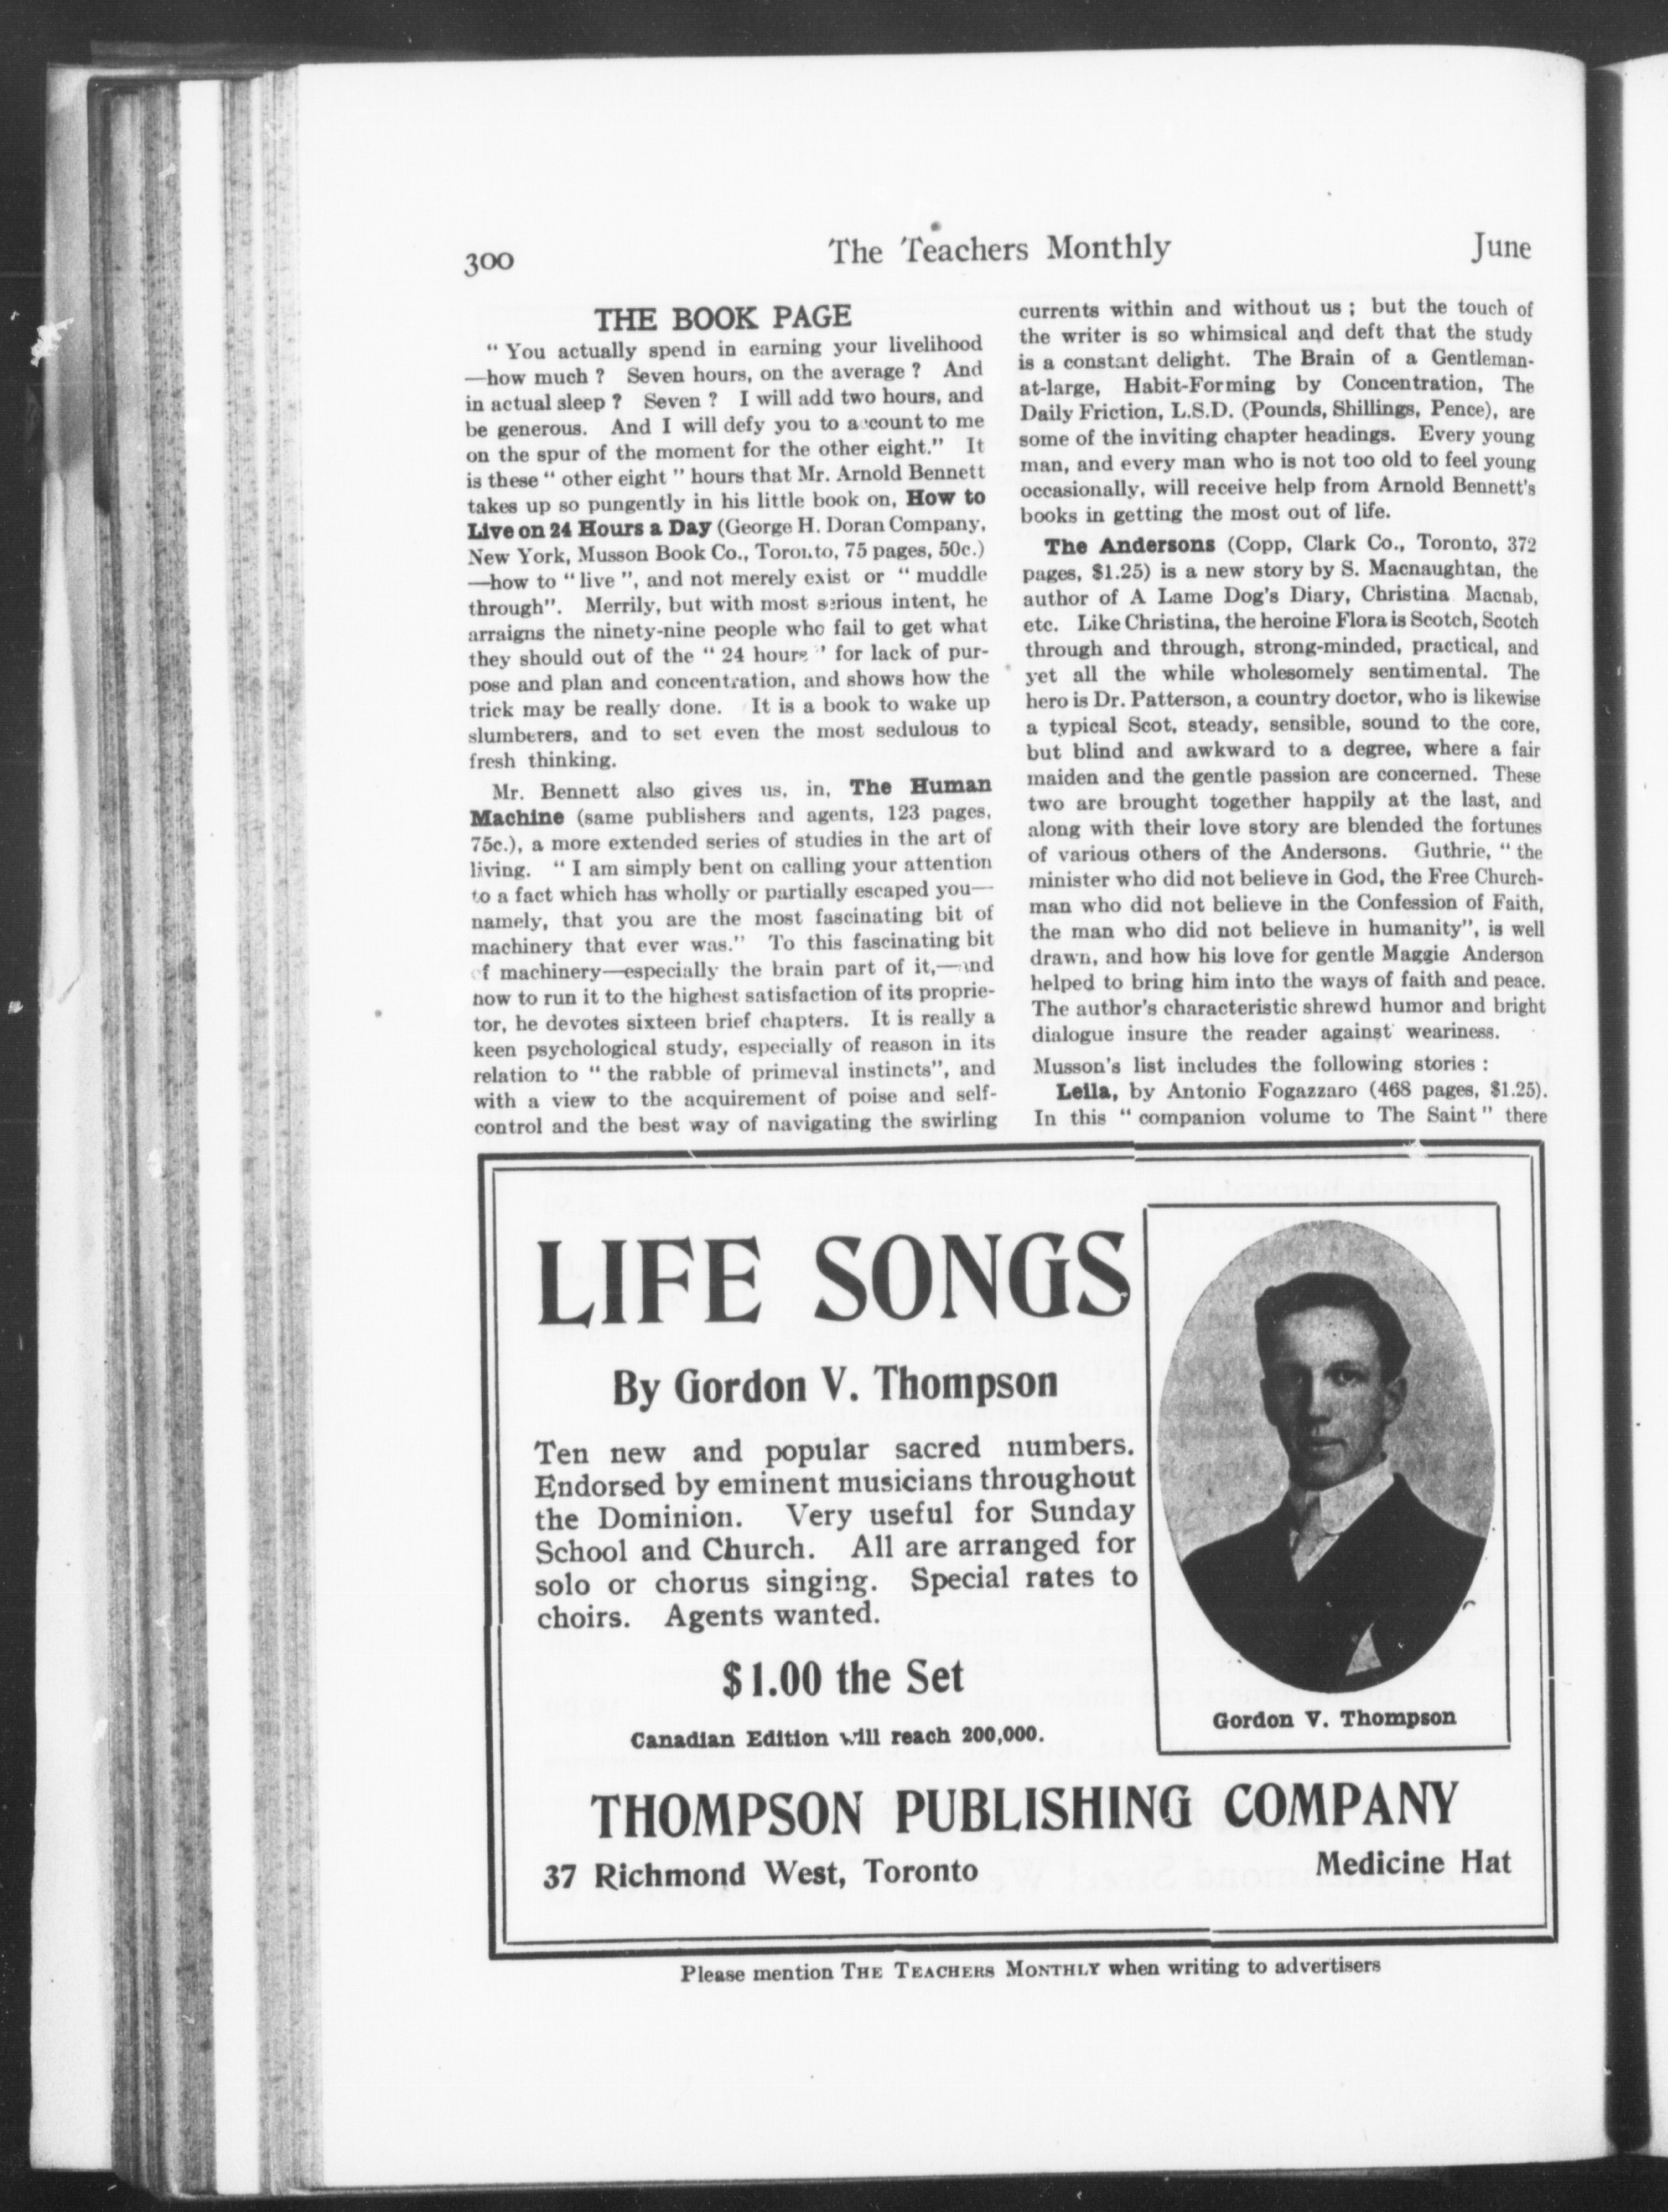 300
The Teachers Monthly
June
THE BOOK PAGE
" You actually spend in earning your livelihood
—how much ? Seven hours, on the average ? And
in actual sleep ? Seven ? I will add two hours, and
be generous. And I will defy you to account to me
on the spur of the moment for the other eight." It
is these " other eight " hours that Mr. Arnold Bennett
takes up so pungently in his little book on, How to
Live on 24 Hours a Day (George H. Doran Company,
New York, Musson Book Co., Toronto, 75 pages, 50c.)
—how to " live ", and not merely exist or " muddle
through". Merrily, but with most serious intent, he
arraigns the ninety-nine people who fail to get what
they should out of the " 24 hours " for lack of pur-
pose and plan and concentration, and shows how the
trick may be really done. It is a book to wake up
slumberers, and to set even the most sedulous to
fresh thinking.
Mr. Bennett also gives us, in, The Human
Machine (same publishers and agents, 123 pages,
75c.), a more extended series of studies in the art of
living. " I am simply bent on calling your attention
to a fact which has wholly or partially escaped you—
namely, that you are the most fascinating bit of
machinery that ever was." To this fascinating bit
of machinery—especially the brain part of it,—and
how to run it to the highest satisfaction of its proprie-
tor, he devotes sixteen brief chapters. It is really a
keen psychological study, especially of reason in its
relation to " the rabble of primeval instincts", and
with a view to the acquirement of poise and self-
control and the best way of navigating the swirling
currents within and without us ; but the touch of
the writer is so whimsical and deft that the study
is a constant delight. The Brain of a Gentleman-
at-large, Habit-Forming by Concentration, The
Daily Friction, L.S.D. (Pounds, Shillings, Pence), are
some of the inviting chapter headings. Every young
man, and every man who is not too old to feel young
occasionally, will receive help from Arnold Bennett's
books in getting the most out of life.
The Andersons (Copp, Clark Co., Toronto, 372
pages, $1.25) is a new story by S. Macnaughtan, the
author of A Lame Dog's Diary, Christina Macnab,
etc. Like Christina, the heroine Flora is Scotch, Scotch
through and through, strong-minded, practical, and
yet all the while wholesomely sentimental. The
hero is Dr. Patterson, a country doctor, who is likewise
a typical Scot, steady, sensible, sound to the core,
but blind and awkward to a degree, where a fair
maiden and the gentle passion are concerned. These
two are brought together happily at the last, and
along with their love story are blended the fortunes
of various others of the Andersons. Guthrie, " the
minister who did not believe in God, the Free Church-
man who did not believe in the Confession of Faith,
the man who did not believe in humanity", is well
drawn, and how his love for gentle Maggie Anderson
helped to bring him into the ways of faith and peace.
The author's characteristic shrewd humor and bright
dialogue insure the reader against weariness.
Musson's list includes the following stories :
Leila, by Antonio Fogazzaro (468 pages, $1.25).
In this " companion volume to The Saint " there
LIFE SONGS
By Gordon V. Thompson
Ten new and popular sacred numbers.
Endorsed by eminent musicians throughout
the Dominion. Very useful for Sunday
School and Church. All are arranged for
solo or chorus singing. Special rates to
choirs. Agents wanted.
$1.00 the Set
Canadian Edition will reach 200,000.
Gordon V. Thompson
THOMPSON PUBLISHING COMPANY
37 Richmond West, Toronto
Medicine Hat
Please mention THE TEACHERS MONTHLY when writing to advertisers